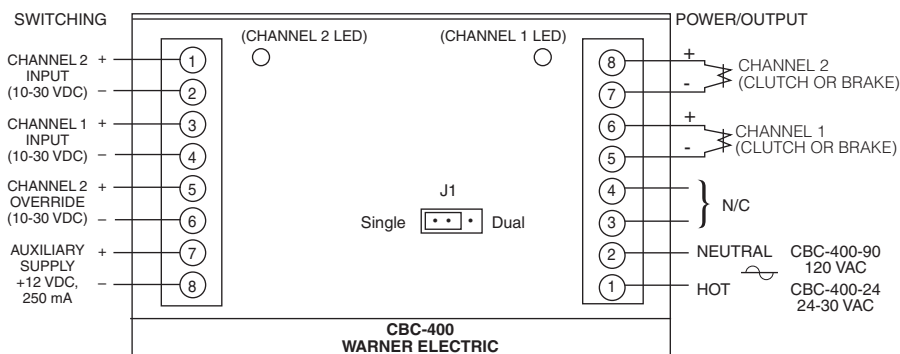 SWITCHING
POWER/OUTPUT
(CHANNEL 2 LED)
(CHANNEL 1 LED)
CHANNEL 2 +
INPUT
(10-30 VDC) –
CHANNEL 1 +
INPUT
(10-30 VDC) –
CHANNEL 2 +
OVERRIDE
(10-30 VDC) –
AUXILIARY +
SUPPLY
+12 VDC, –
250 mA
1
2
3
4
5
6
7
8
J1
Single
Dual
8
7
6
5
4
3
2
1
+
CHANNEL 2
- (CLUTCH OR BRAKE)
+
CHANNEL 1
- (CLUTCH OR BRAKE)
} N/C
NEUTRAL
HOT
CBC-400-90
120 VAC
CBC-400-24
24-30 VAC
CBC-400
WARNER ELECTRIC